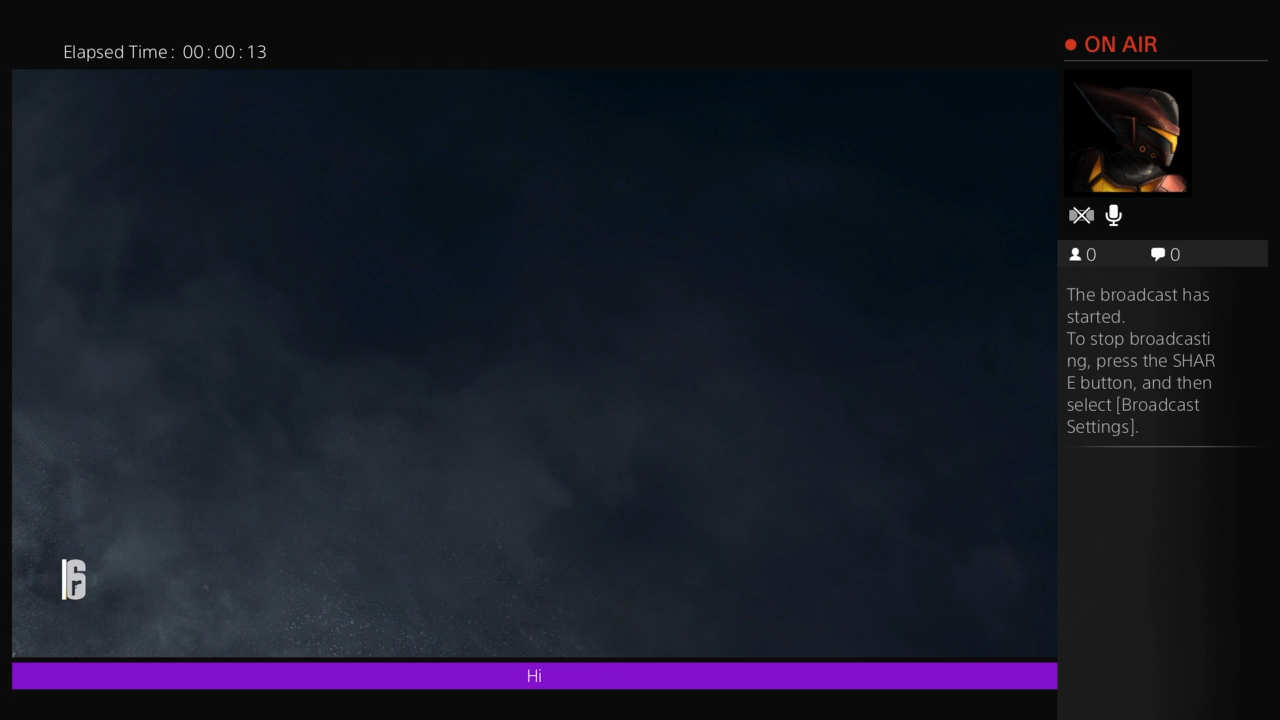 Elapsed Time: 00:00:13
ON AIR
0 0
The broadcast has
started.
To stop broadcasti
ng, press the SHAR
E button, and then
select [Broadcast
Settings].
6
Hi